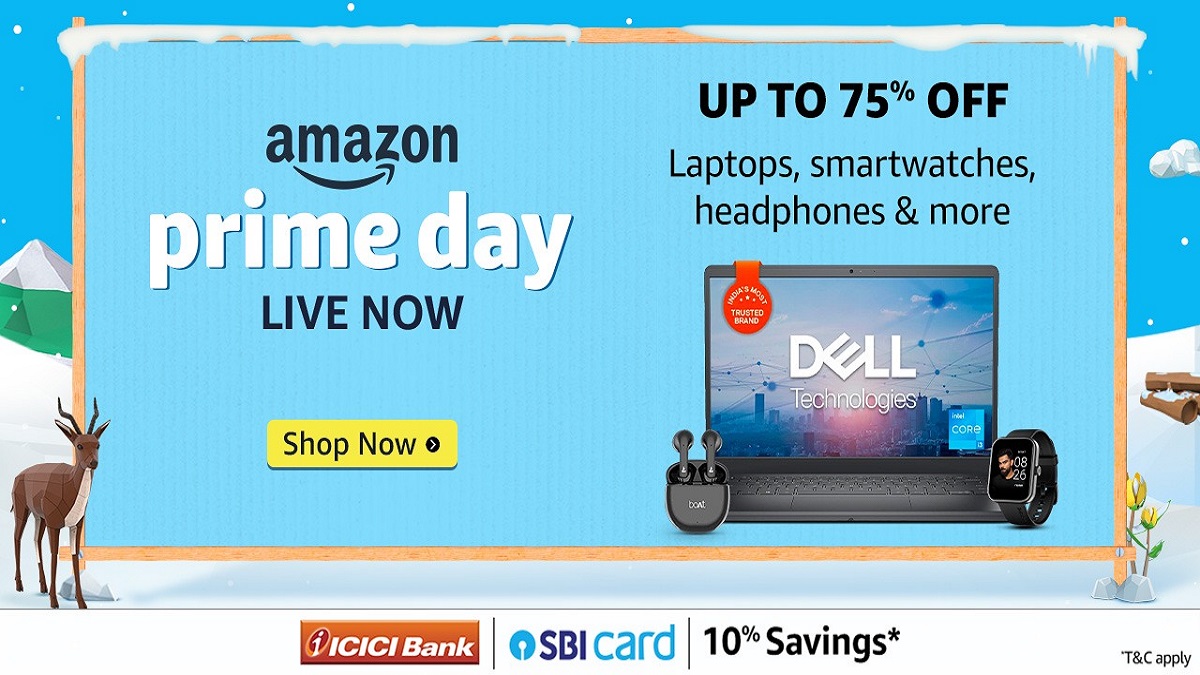 amazon
prime day
LIVE NOW
Shop Now
UP TO 75% OFF
Laptops, smartwatches,
headphones & more
INDIA'S MOST
TRUSTED
BRAND
DELL
Technologies
intel
CORE
i3
boAt
08
26
ICICI Bank
SBI card
10% Savings*
*T&C apply